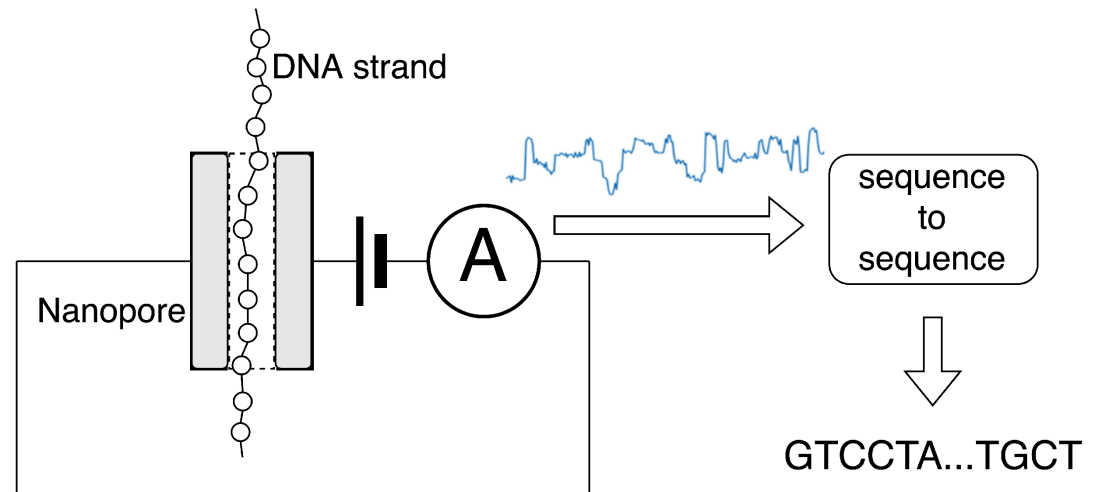 DNA strand
Nanopore
A
sequence
to
sequence
GTCCTA...TGCT